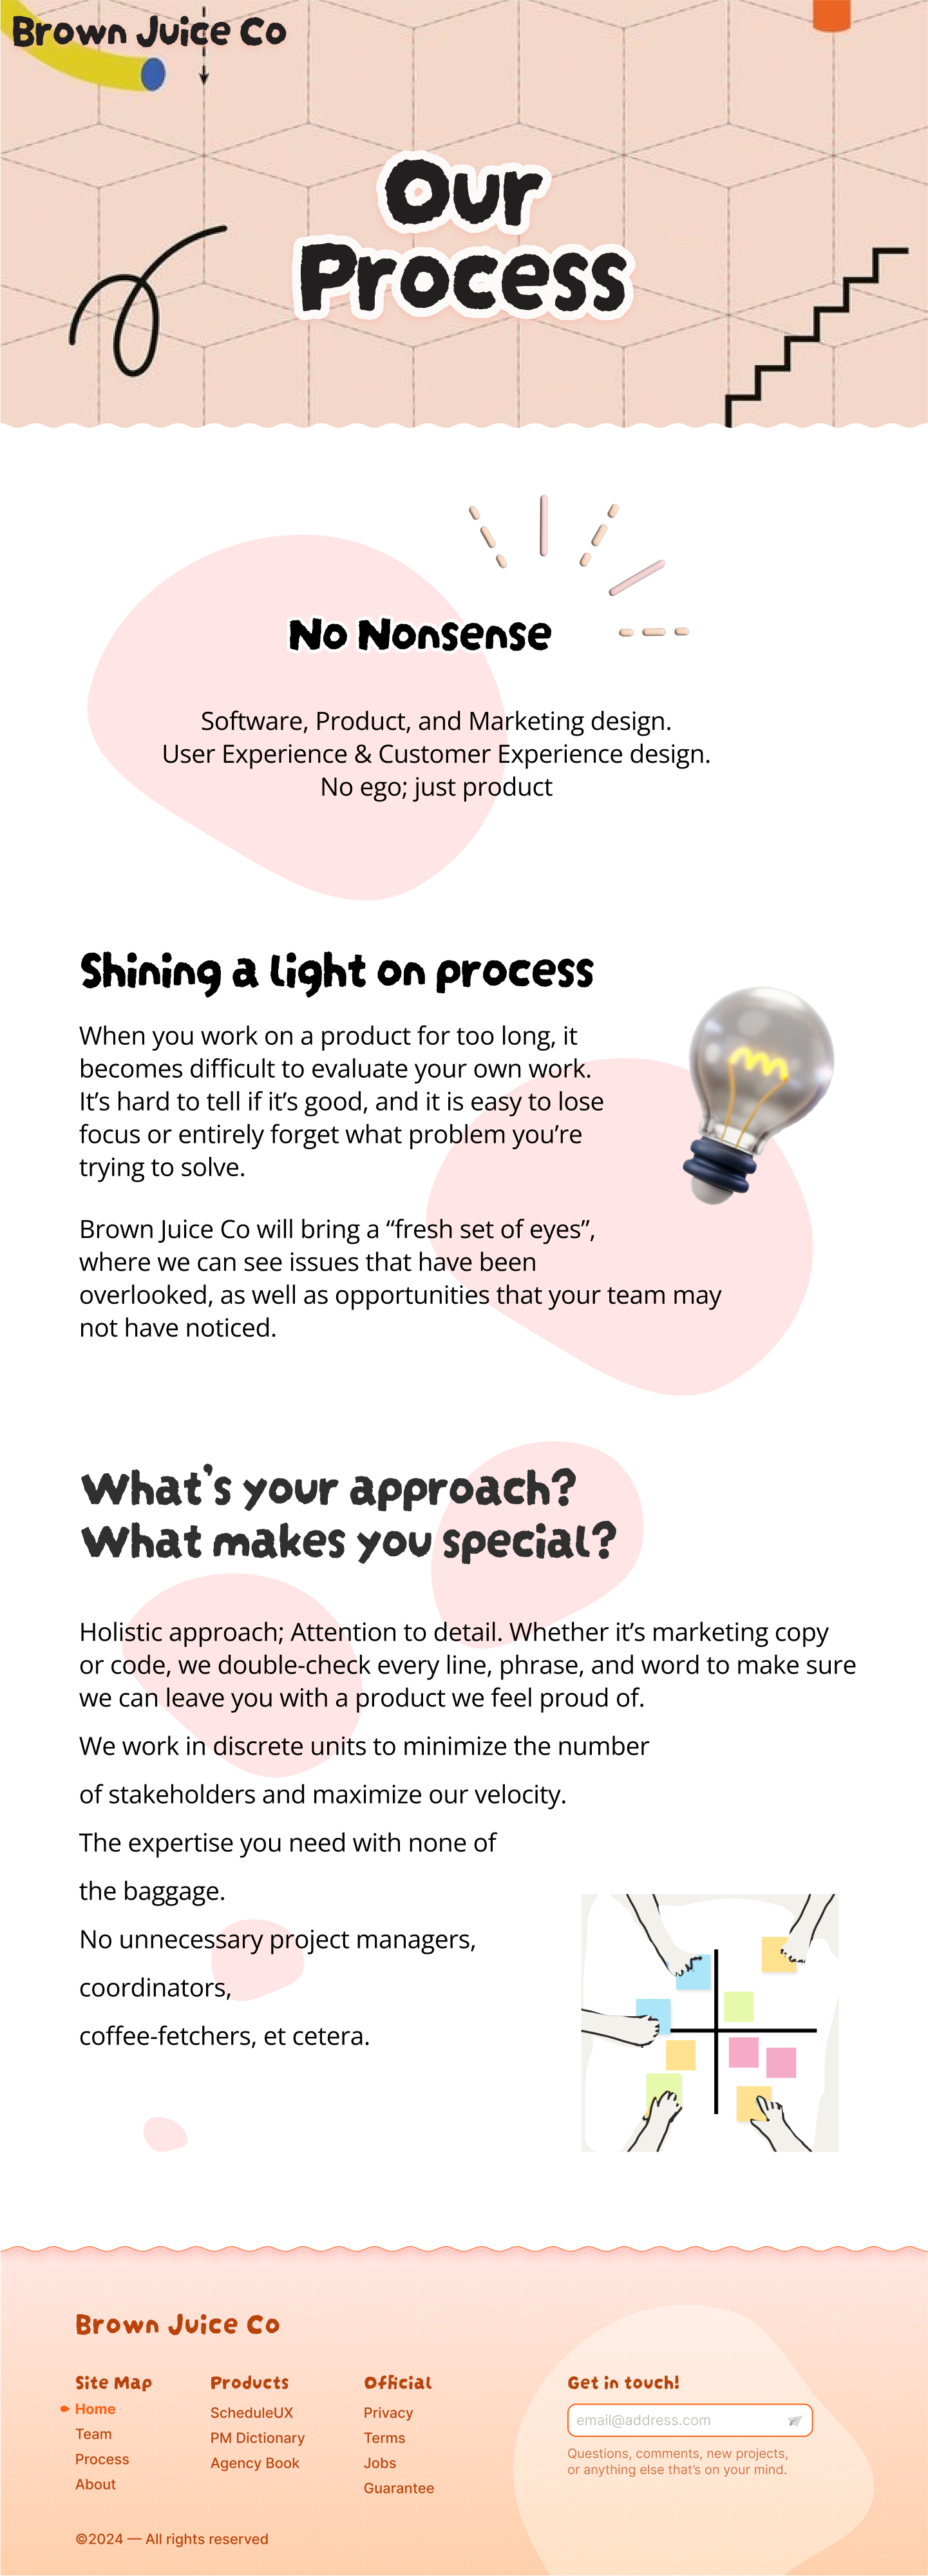 Brown Juice Co
Our
Process
No Nonsense
Software, Product, and Marketing design.
User Experience & Customer Experience design.
No ego; just product
Shining a light on process
When you work on a product for too long, it
becomes difficult to evaluate your own work.
It’s hard to tell if it’s good, and it is easy to lose
focus or entirely forget what problem you’re
trying to solve.
Brown Juice Co will bring a “fresh set of eyes”,
where we can see issues that have been
overlooked, as well as opportunities that your team may
not have noticed.
What’s your approach?
What makes you special?
Holistic approach; Attention to detail. Whether it’s marketing copy
or code, we double-check every line, phrase, and word to make sure
we can leave you with a product we feel proud of.
We work in discrete units to minimize the number
of stakeholders and maximize our velocity.
The expertise you need with none of
the baggage.
No unnecessary project managers,
coordinators,
coffee-fetchers, et cetera.
Brown Juice Co
Site Map
Home
Team
Process
About
Products
ScheduleUX
PM Dictionary
Agency Book
Official
Privacy
Terms
Jobs
Guarantee
Get in touch!
email@address.com
Questions, comments, new projects,
or anything else that’s on your mind.
©2024 — All rights reserved